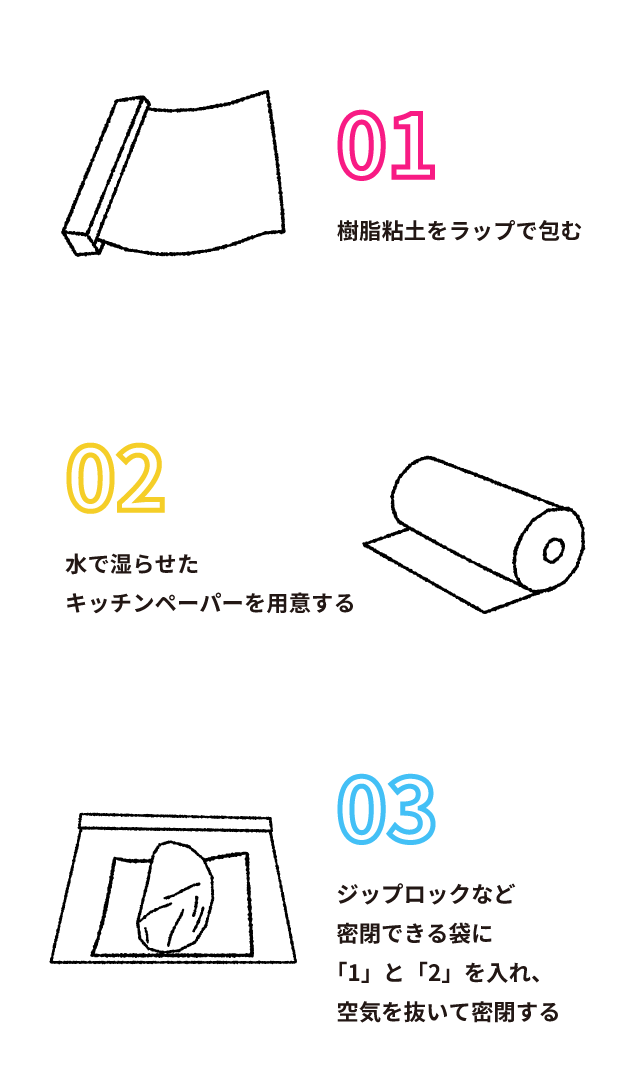 01
樹脂粘土をラップで包む
02
水で湿らせた
キッチンペーパーを用意する
03
ジップロックなど
密閉できる袋に
「1」と「2」を入れ、
空気を抜いて密閉する